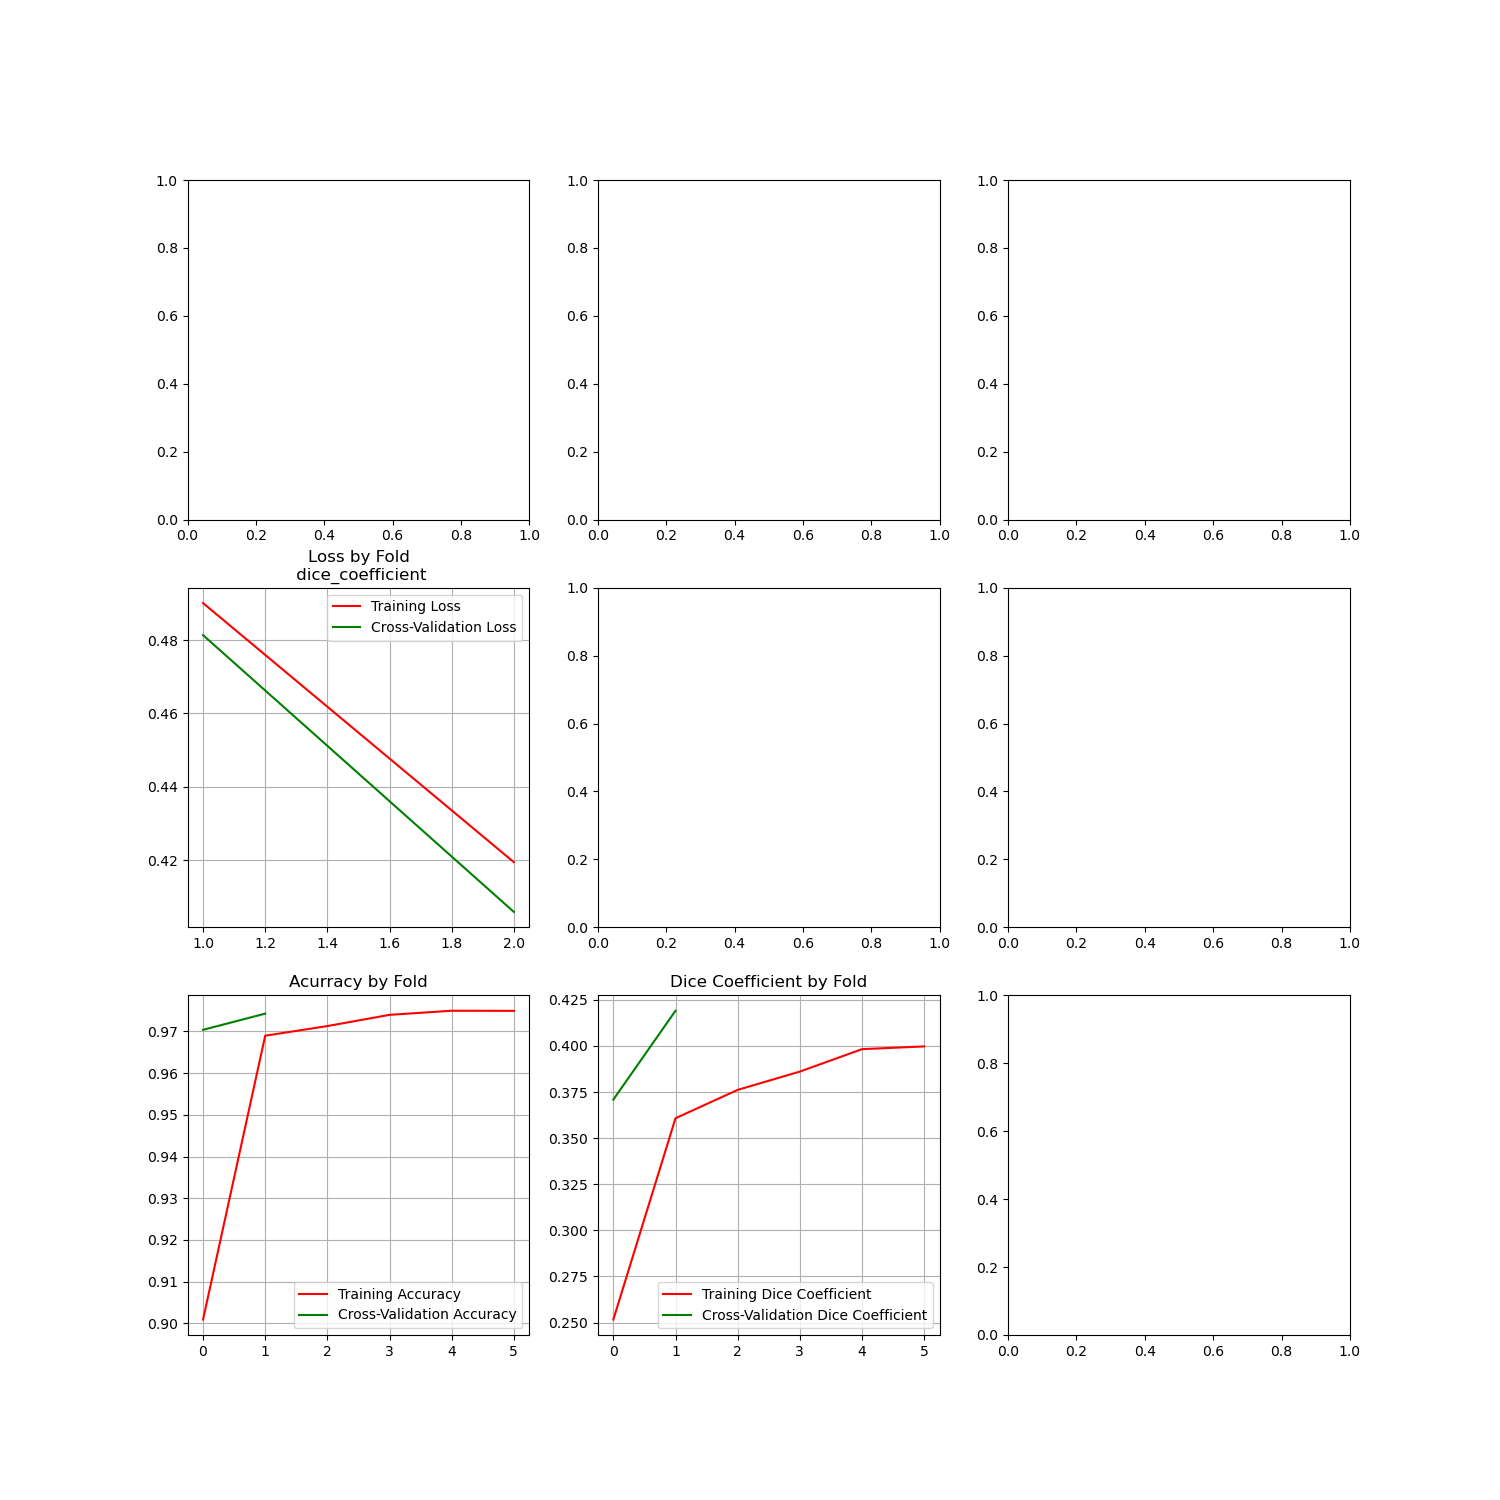 1.0
0.8
0.6
0.4
0.2
0.0
0.0 0.2 0.4 0.6 0.8 1.0
1.0
0.8
0.6
0.4
0.2
0.0
0.0 0.2 0.4 0.6 0.8 1.0
1.0
0.8
0.6
0.4
0.2
0.0
0.0 0.2 0.4 0.6 0.8 1.0
Loss by Fold
dice_coefficient
Training Loss
Cross-Validation Loss
0.48
0.46
0.44
0.42
1.0 1.2 1.4 1.6 1.8 2.0
1.0
0.8
0.6
0.4
0.2
0.0
0.0 0.2 0.4 0.6 0.8 1.0
1.0
0.8
0.6
0.4
0.2
0.0
0.0 0.2 0.4 0.6 0.8 1.0
Acurracy by Fold
0.97
0.96
0.95
0.94
0.93
0.92
0.91
0.90
Training Accuracy
Cross-Validation Accuracy
0 1 2 3 4 5
Dice Coefficient by Fold
0.425
0.400
0.375
0.350
0.325
0.300
0.275
0.250
Training Dice Coefficient
Cross-Validation Dice Coefficient
0 1 2 3 4 5
1.0
0.8
0.6
0.4
0.2
0.0
0.0 0.2 0.4 0.6 0.8 1.0